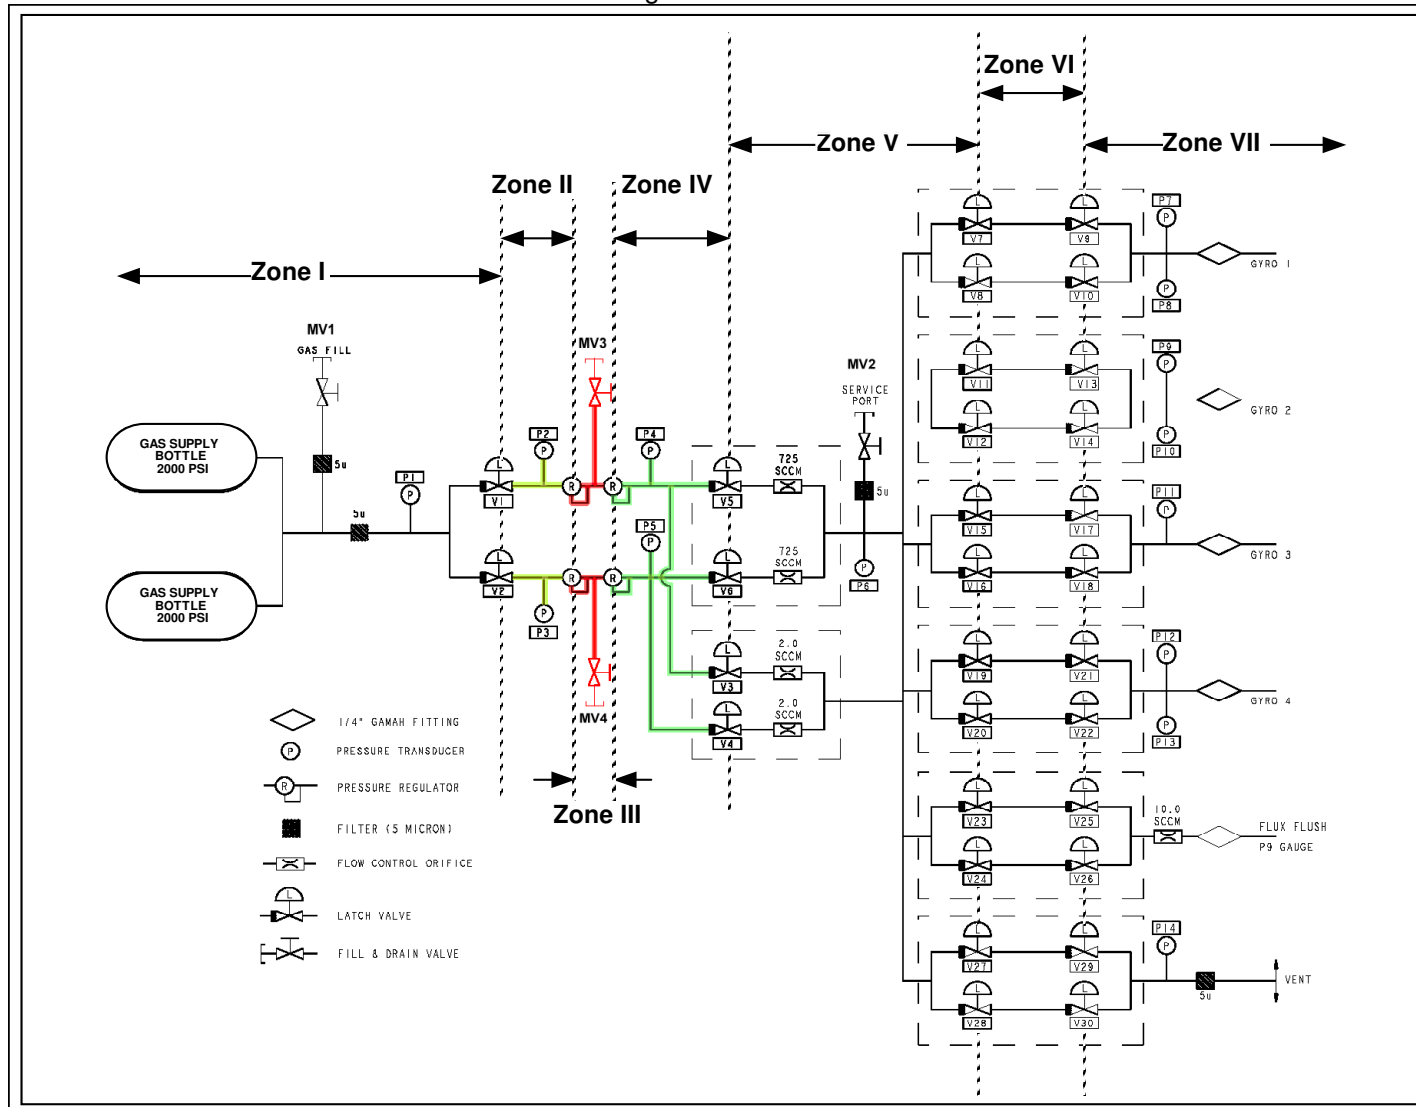 Zone VI
Zone V
Zone VII
Zone II
Zone IV
Zone I
P7
V7
V9
GYRO 1
V8
V10
P8
MV1
GAS FILL
MV3
MV2
SERVICE
PORT
P9
V11
V13
GYRO 2
V12
V14
P10
GAS SUPPLY
BOTTLE
2000 PSI
5u
P1
5u
P2
P4
V1
725
SCCM
V5
5u
P5
P11
V15
V17
GYRO 3
V16
V18
725
SCCM
V2
V6
P6
P3
GAS SUPPLY
BOTTLE
2000 PSI
2.0
SCCM
V3
2.0
SCCM
V4
MV4
P12
V19
V21
GYRO 4
V20
V22
P13
1/4" GAMAH FITTING
P PRESSURE TRANSDUCER
R PRESSURE REGULATOR
Zone III
FILTER (5 MICRON)
FLOW CONTROL ORIFICE
L LATCH VALVE
FILL & DRAIN VALVE
V23
V25
10.0
SCCM
FLUX FLUSH
P9 GAUGE
V24
V26
P14
V27
V29
VENT
5u
V28
V30